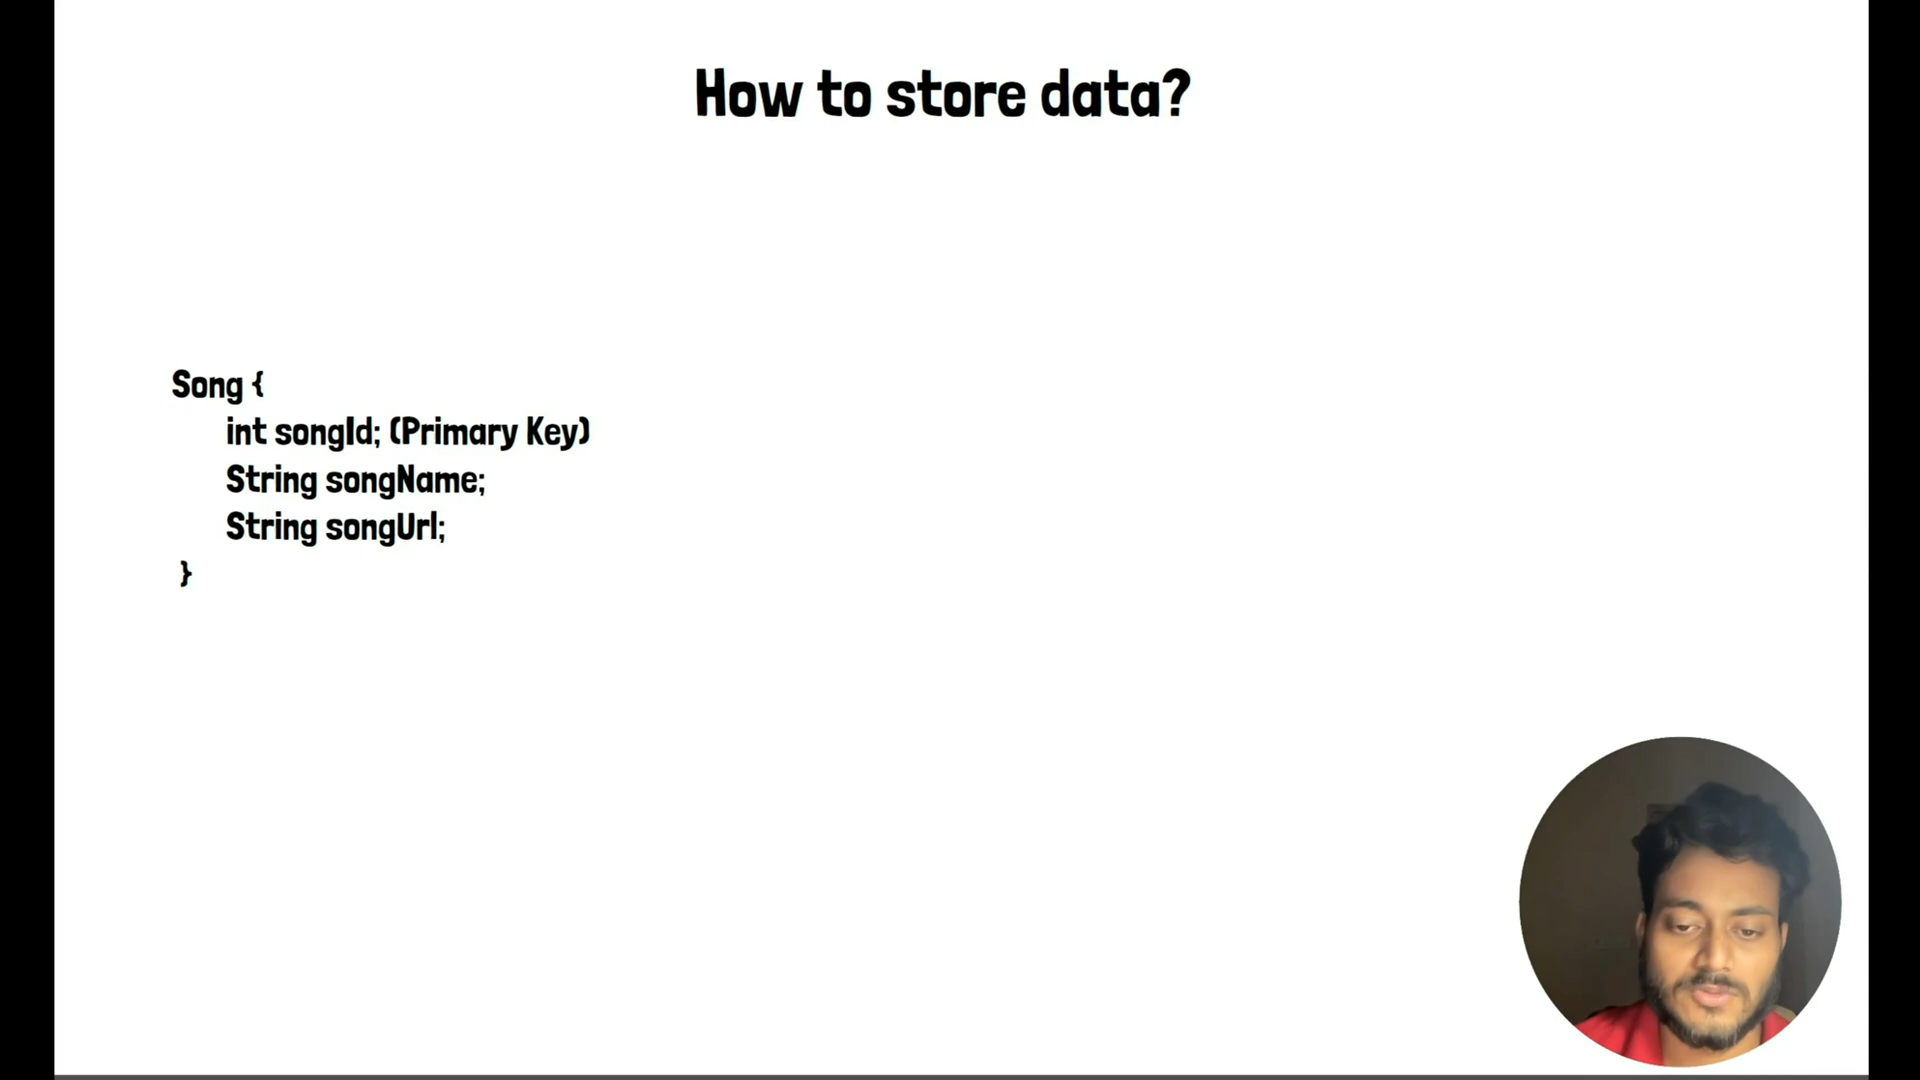 How to store data?
Song {
int songId; (Primary Key)
String songName;
String songUrl;
}